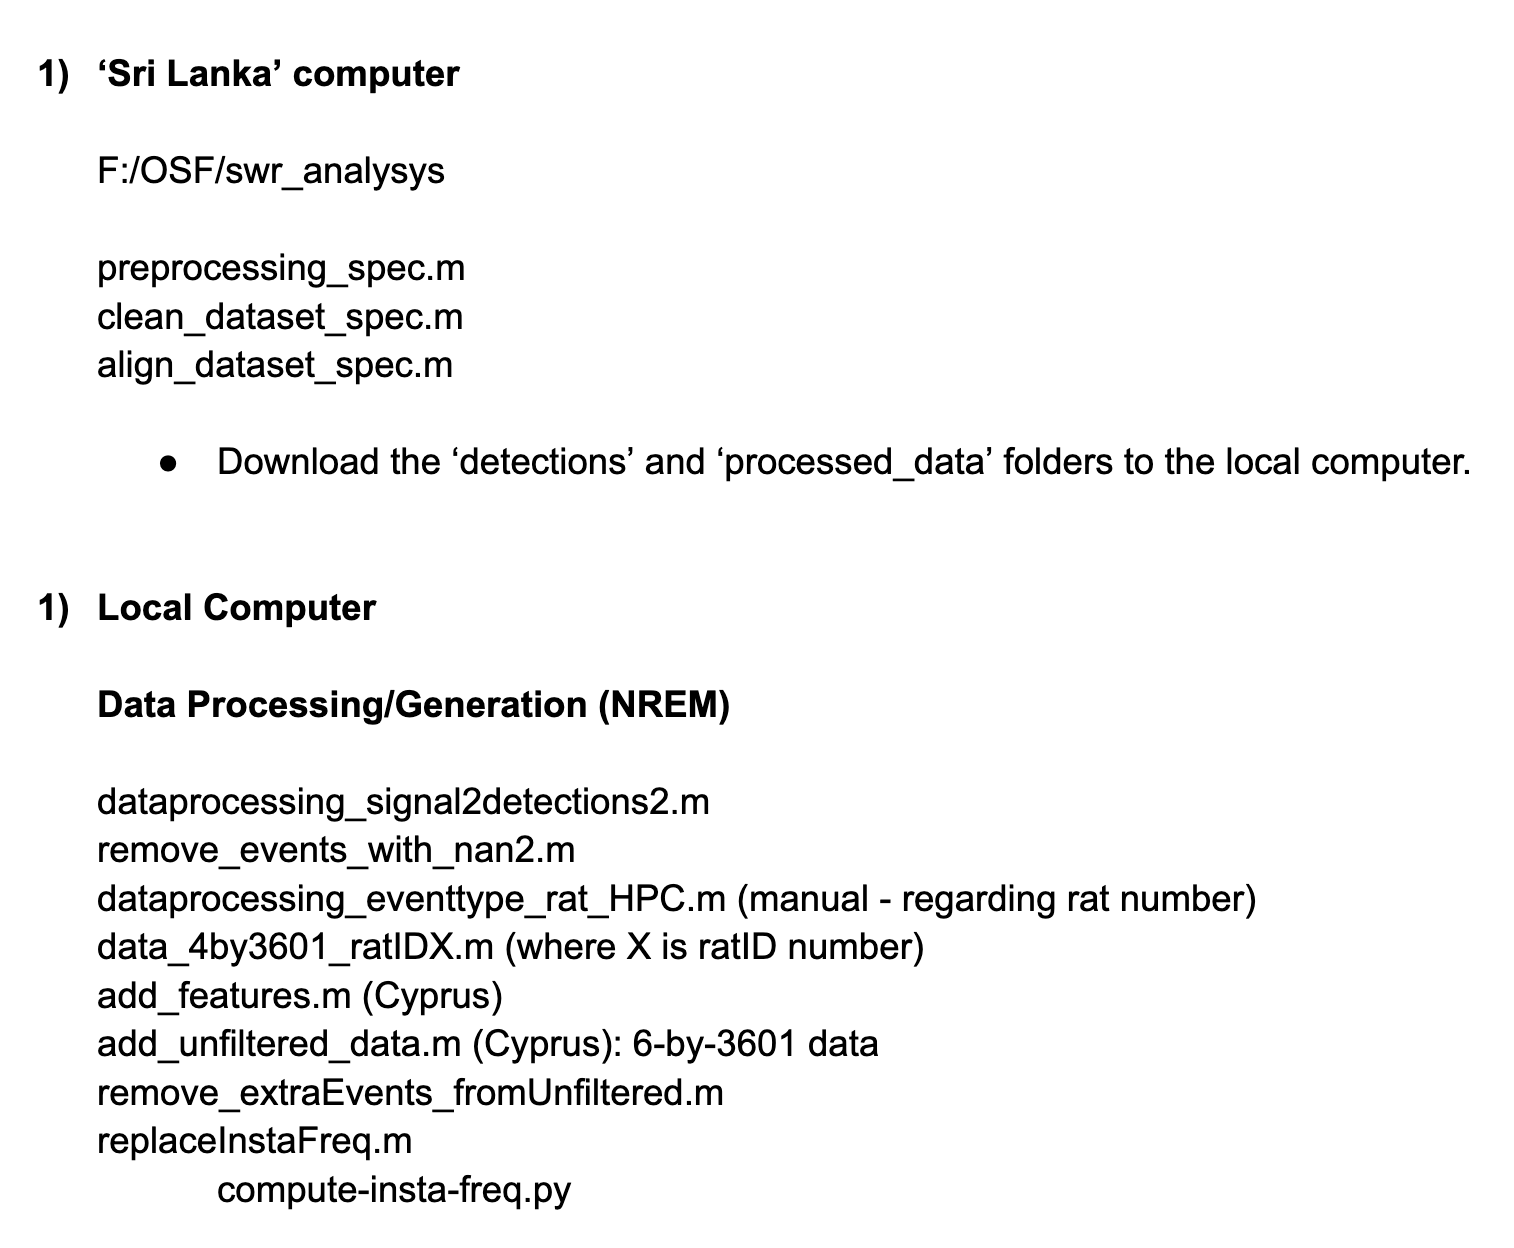 1) ‘Sri Lanka’ computer
F:/OSF/swr_analysys
preprocessing_spec.m
clean_dataset_spec.m
align_dataset_spec.m
● Download the ‘detections’ and ‘processed_data’ folders to the local computer.
1) Local Computer
Data Processing/Generation (NREM)
dataprocessing_signal2detections2.m
remove_events_with_nan2.m
dataprocessing_eventtype_rat_HPC.m (manual - regarding rat number)
data_4by3601_ratIDX.m (where X is ratID number)
add_features.m (Cyprus)
add_unfiltered_data.m (Cyprus): 6-by-3601 data
remove_extraEvents_fromUnfiltered.m
replaceInstaFreq.m
compute-insta-freq.py